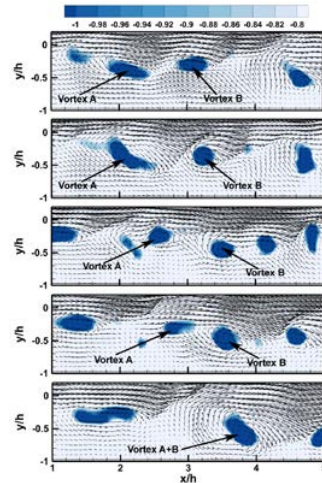 -1 -0.98 -0.96 -0.94 -0.92 -0.9 -0.88 -0.86 -0.84 -0.82 -0.8
y/h
0
-0.5
-1
Vortex A
Vortex B
y/h
0
-0.5
-1
Vortex A
Vortex B
y/h
0
-0.5
-1
Vortex A
Vortex B
y/h
0
-0.5
-1
Vortex A
Vortex B
y/h
0
-0.5
-1
Vortex A+B
1 2 3 4 5
x/h